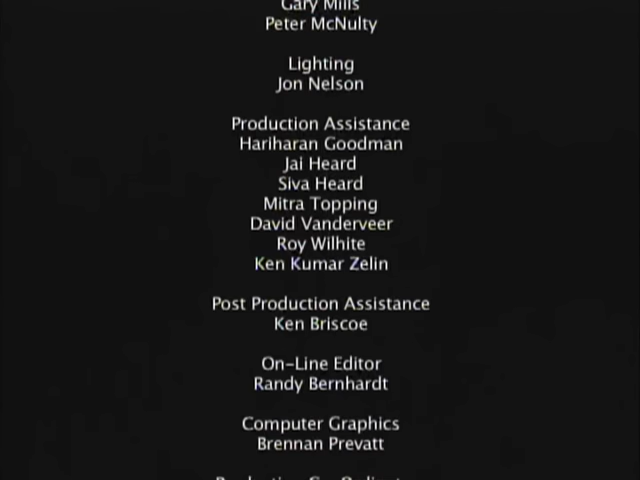 Gary Mills
Peter McNulty
Lighting
Jon Nelson
Production Assistance
Hariharan Goodman
Jai Heard
Siva Heard
Mitra Topping
David Vanderveer
Roy Wilhite
Ken Kumar Zelin
Post Production Assistance
Ken Briscoe
On-Line Editor
Randy Bernhardt
Computer Graphics
Brennan Prevatt